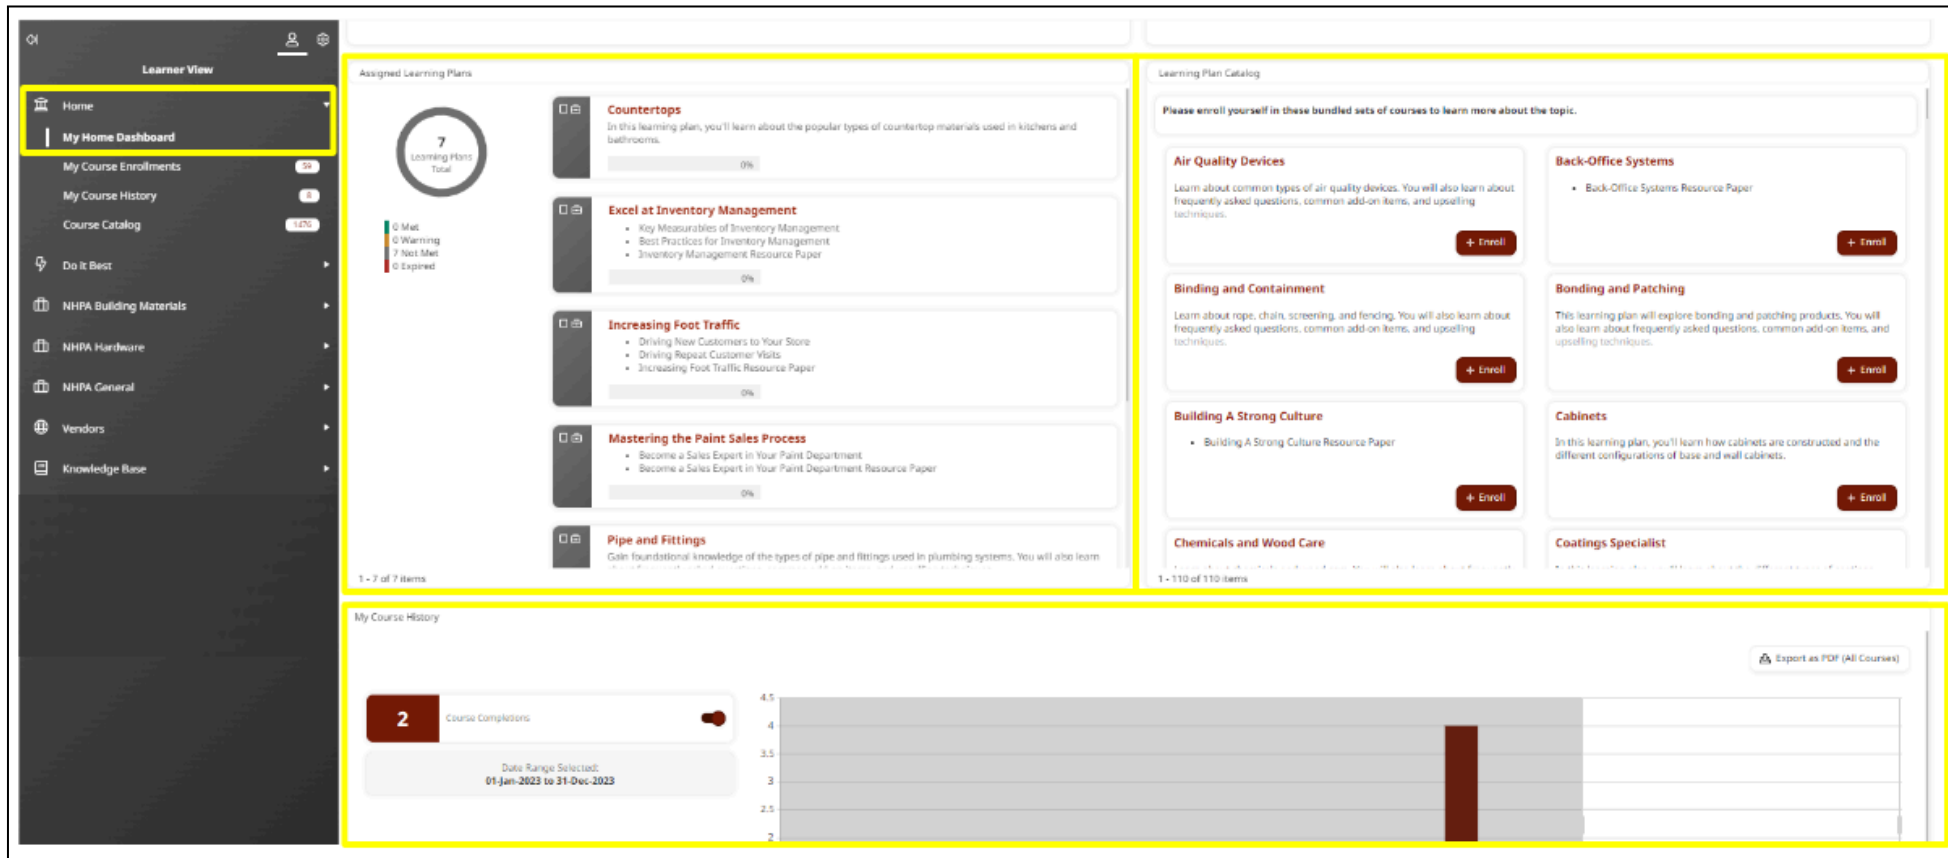 Learner View
Home
My Home Dashboard
My Course Enrollments 59
My Course History 8
Course Catalog 1476
Do it Best
NHPA Building Materials
NHPA Hardware
NHPA General
Vendors
Knowledge Base
Assigned Learning Plans
7
Learning Plans
Total
0 Met
0 Warning
7 Not Met
0 Expired
Countertops
In this learning plan, you'll learn about the popular types of countertop materials used in kitchens and
bathrooms.
0%
Excel at Inventory Management
• Key Measurables of Inventory Management
• Best Practices for Inventory Management
• Inventory Management Resource Paper
0%
Increasing Foot Traffic
• Driving New Customers to Your Store
• Driving Repeat Customer Visits
• Increasing Foot Traffic Resource Paper
0%
Mastering the Paint Sales Process
• Become a Sales Expert in Your Paint Department
• Become a Sales Expert in Your Paint Department Resource Paper
0%
Pipe and Fittings
Gain foundational knowledge of the types of pipe and fittings used in plumbing systems. You will also learn
1 - 7 of 7 items
Learning Plan Catalog
Please enroll yourself in these bundled sets of courses to learn more about the topic.
Air Quality Devices
Learn about common types of air quality devices. You will also learn about
frequently asked questions, common add-on items, and upselling
techniques.
+ Enroll
Back-Office Systems
• Back-Office Systems Resource Paper
+ Enroll
Binding and Containment
Learn about rope, chain, screening, and fencing. You will also learn about
frequently asked questions, common add-on items, and upselling
techniques.
+ Enroll
Bonding and Patching
This learning plan will explore bonding and patching products. You will
also learn about frequently asked questions, common add-on items, and
upselling techniques.
+ Enroll
Building A Strong Culture
• Building A Strong Culture Resource Paper
+ Enroll
Cabinets
In this learning plan, you'll learn how cabinets are constructed and the
different configurations of base and wall cabinets.
+ Enroll
Chemicals and Wood Care
Coatings Specialist
1 - 110 of 110 items
My Course History
Export as PDF (All Courses)
2 Course Completions
Date Range Selected:
01-Jan-2023 to 31-Dec-2023
4.5
4
3.5
3
2.5
2